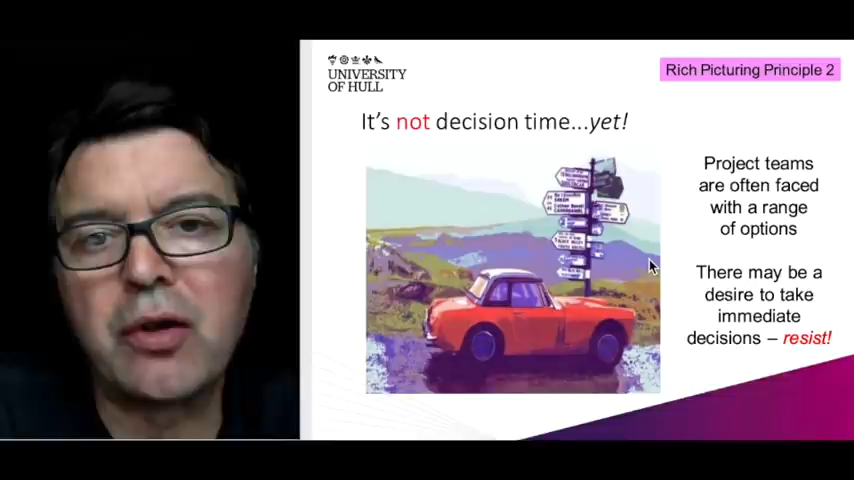 UNIVERSITY
OF HULL
Rich Picturing Principle 2
It's not decision time...yet!
Project teams
are often faced
with a range
of options
There may be a
desire to take
immediate
decisions – resist!